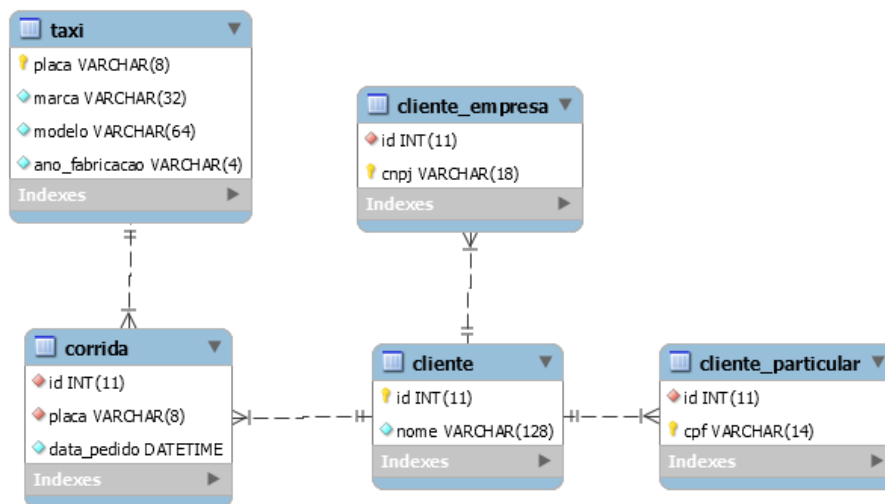 taxi
placa VARCHAR(8)
marca VARCHAR(32)
modelo VARCHAR(64)
ano_fabricacao VARCHAR(4)
Indexes
cliente_empresa
id INT(11)
cnpj VARCHAR(18)
Indexes
corrida
id INT(11)
placa VARCHAR(8)
data_pedido DATETIME
Indexes
cliente
id INT(11)
nome VARCHAR(128)
Indexes
cliente_particular
id INT(11)
cpf VARCHAR(14)
Indexes